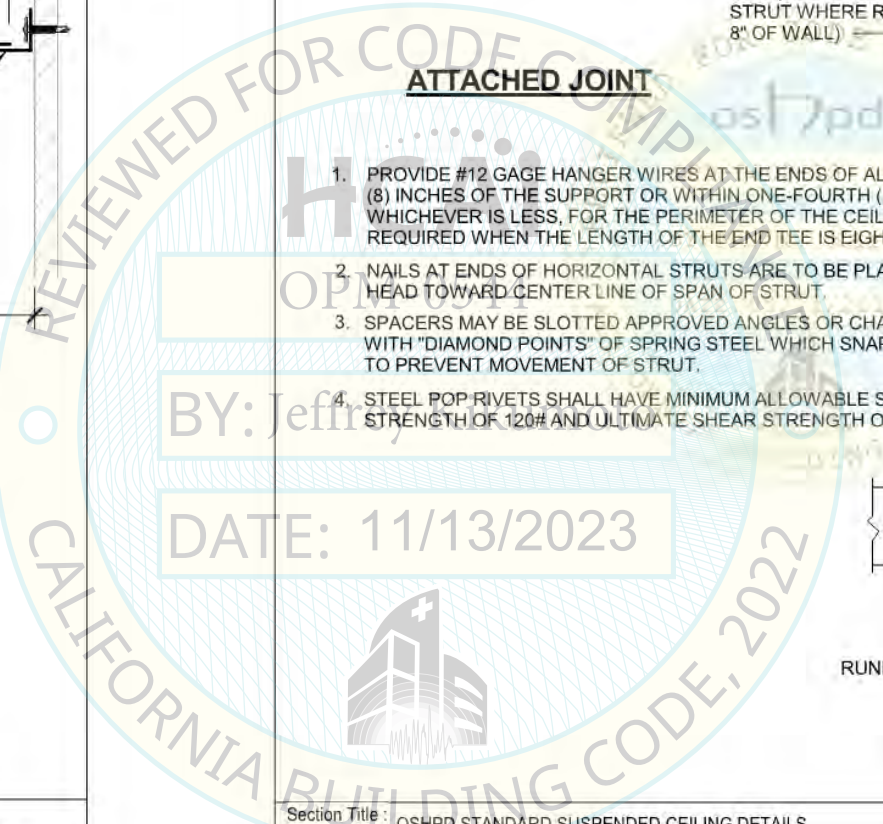 STRUT WHERE R
8" OF WALL)
ATTACHED JOINT
1. PROVIDE #12 GAGE HANGER WIRES AT THE ENDS OF AL
(8) INCHES OF THE SUPPORT OR WITHIN ONE-FOURTH (
WHICHEVER IS LESS, FOR THE PERIMETER OF THE CEIL
REQUIRED WHEN THE LENGTH OF THE END TEE IS EIGH
2. NAILS AT ENDS OF HORIZONTAL STRUTS ARE TO BE PLA
HEAD TOWARD CENTER LINE OF SPAN OF STRUT.
3. SPACERS MAY BE SLOTTED APPROVED ANGLES OR CHA
WITH "DIAMOND POINTS" OF SPRING STEEL WHICH SNAP
TO PREVENT MOVEMENT OF STRUT.
4. STEEL POP RIVETS SHALL HAVE MINIMUM ALLOWABLE S
STRENGTH OF 120# AND ULTIMATE SHEAR STRENGTH O
RUN
Section Title :
OSHPD STANDARD SUSPENDED CEILING DETAILS
REVIEWED FOR CODE COMPLIANCE
HCAI
BY: Jeffrey
DATE: 11/13/2023
CALIFORNIA BUILDING CODE, 2022